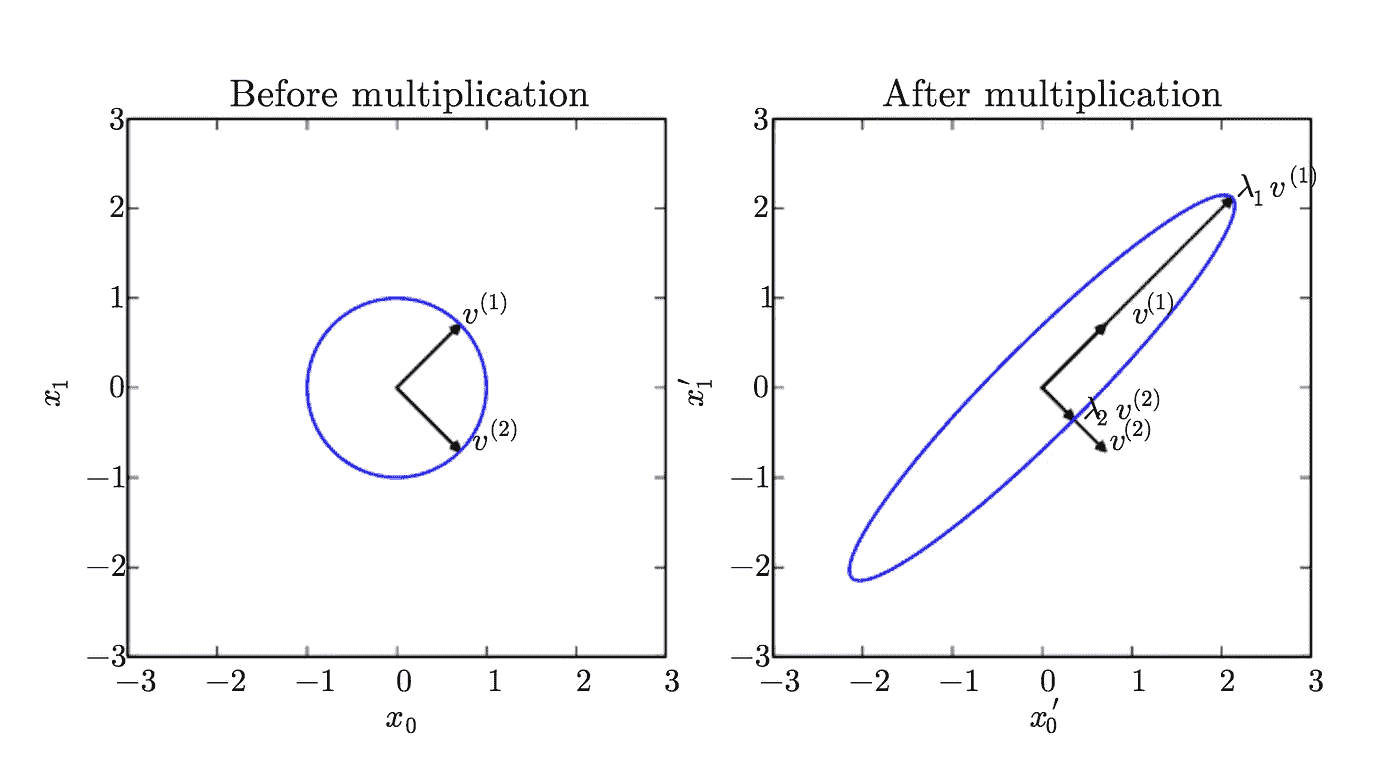 Before multiplication
3
2
1
0
−1
−2
−3
x₁
v⁽¹⁾
v⁽²⁾
−3 −2 −1 0 1 2 3
x₀
After multiplication
3
2
1
0
−1
−2
−3
x₁′
λ₁ v⁽¹⁾
v⁽¹⁾
λ₂ v⁽²⁾
v⁽²⁾
−3 −2 −1 0 1 2 3
x₀′